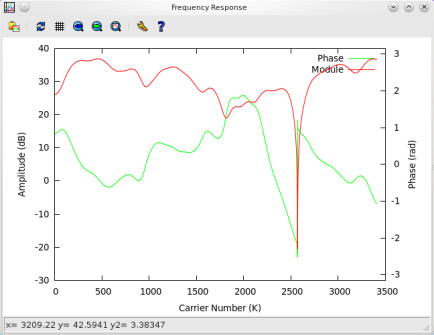 Frequency Response
?
40
30
20
10
0
-10
-20
-30
3
2
1
0
-1
-2
-3
Phase
Module
Amplitude (dB)
Phase (rad)
0 500 1000 1500 2000 2500 3000 3500
Carrier Number (K)
x= 3209.22 y= 42.5941 y2= 3.38347